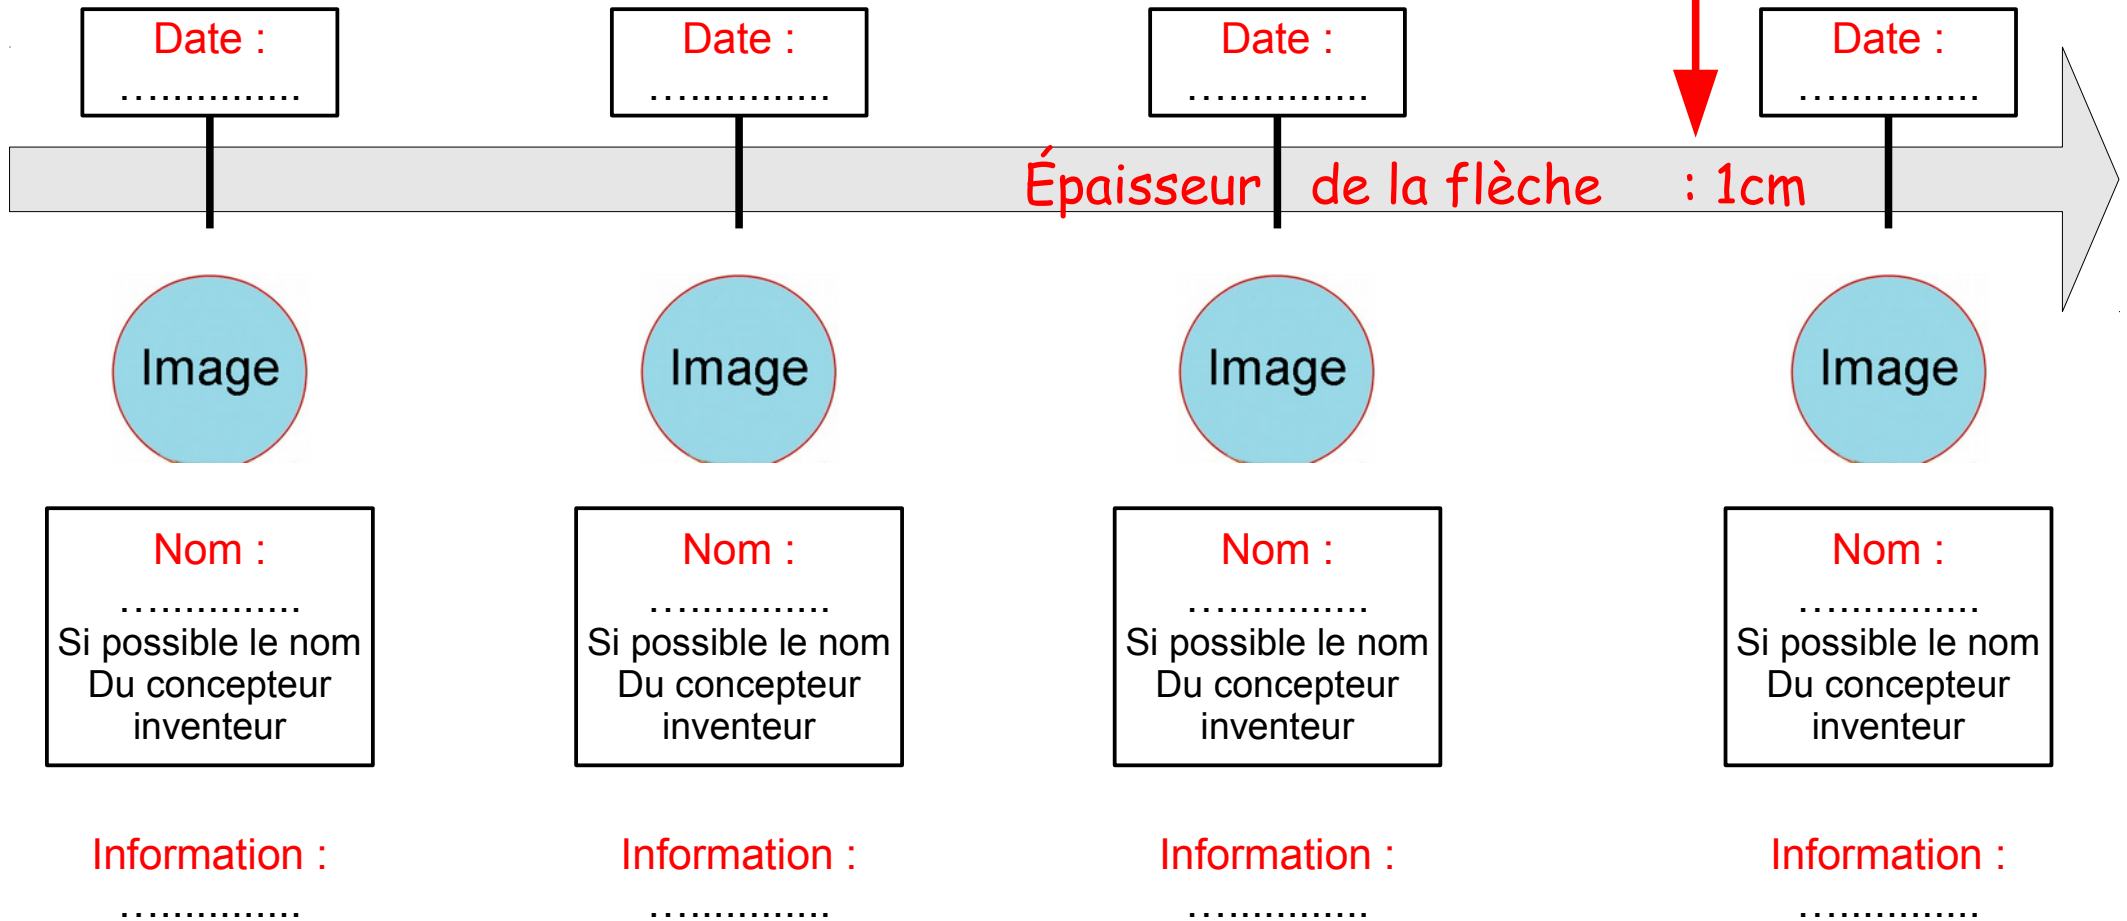 Date :
...............
Date :
...............
Date :
...............
Date :
...............
Épaisseur de la flèche : 1cm
Image
Image
Image
Image
Nom :
...............
Si possible le nom
Du concepteur
inventeur
Nom :
...............
Si possible le nom
Du concepteur
inventeur
Nom :
...............
Si possible le nom
Du concepteur
inventeur
Nom :
...............
Si possible le nom
Du concepteur
inventeur
Information :
...............
Information :
...............
Information :
...............
Information :
...............